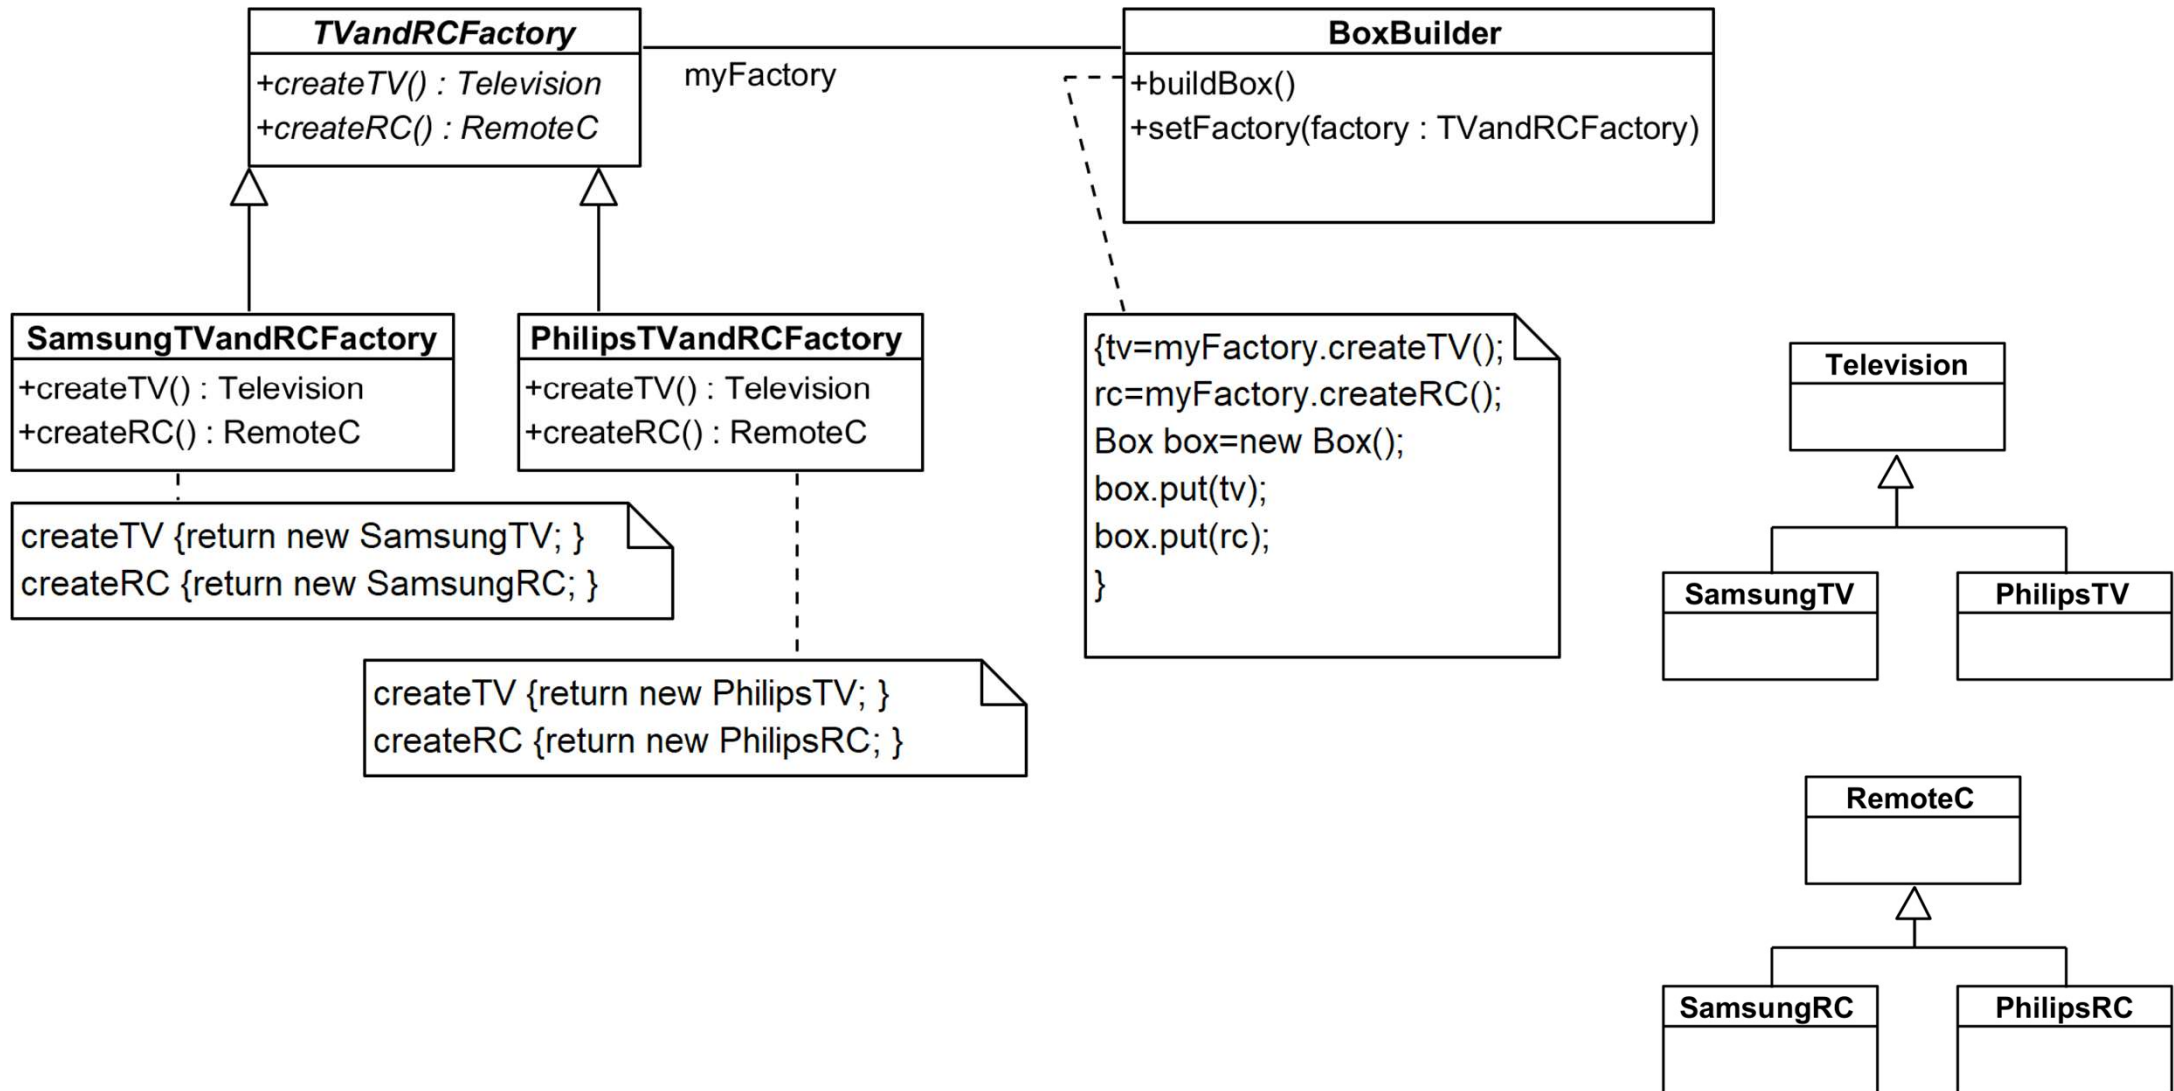 TVandRCFactory
+createTV() : Television
+createRC() : RemoteC
myFactory
BoxBuilder
+buildBox()
+setFactory(factory : TVandRCFactory)
SamsungTVandRCFactory
+createTV() : Television
+createRC() : RemoteC
PhilipsTVandRCFactory
+createTV() : Television
+createRC() : RemoteC
createTV {return new SamsungTV; }
createRC {return new SamsungRC; }
createTV {return new PhilipsTV; }
createRC {return new PhilipsRC; }
{tv=myFactory.createTV();
rc=myFactory.createRC();
Box box=new Box();
box.put(tv);
box.put(rc);
}
Television
SamsungTV
PhilipsTV
RemoteC
SamsungRC
PhilipsRC